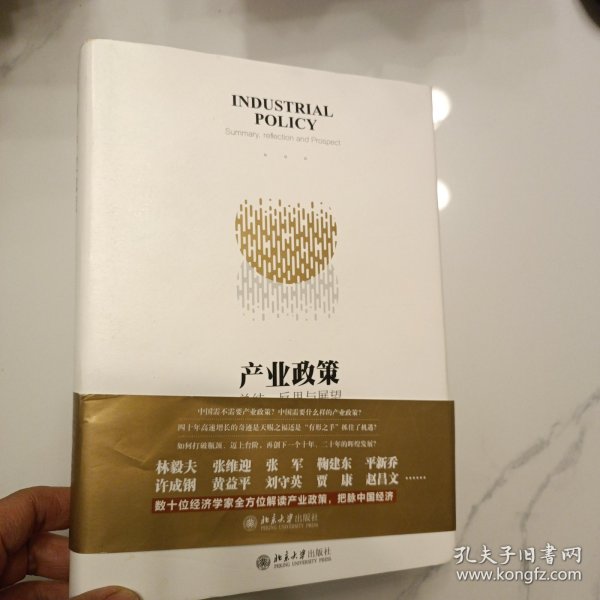 INDUSTRIAL
POLICY
Summary, reflection and Prospect
产业政策
总结、反思与展望
中国需不需要产业政策？中国需要什么样的产业政策？
四十年高速增长的奇迹是天赐之福还是“有形之手”抓住了机遇？
如何打破瓶颈、迈上台阶，再创下一个十年、二十年的辉煌发展？
林毅夫 张维迎 张军 鞠建东 平新乔
许成钢 黄益平 刘守英 贾康 赵昌文……
数十位经济学家全方位解读产业政策，把脉中国经济
北京大学出版社
北京大学出版社
PEKING UNIVERSITY PRESS
孔夫子旧书网
www.kongfz.com